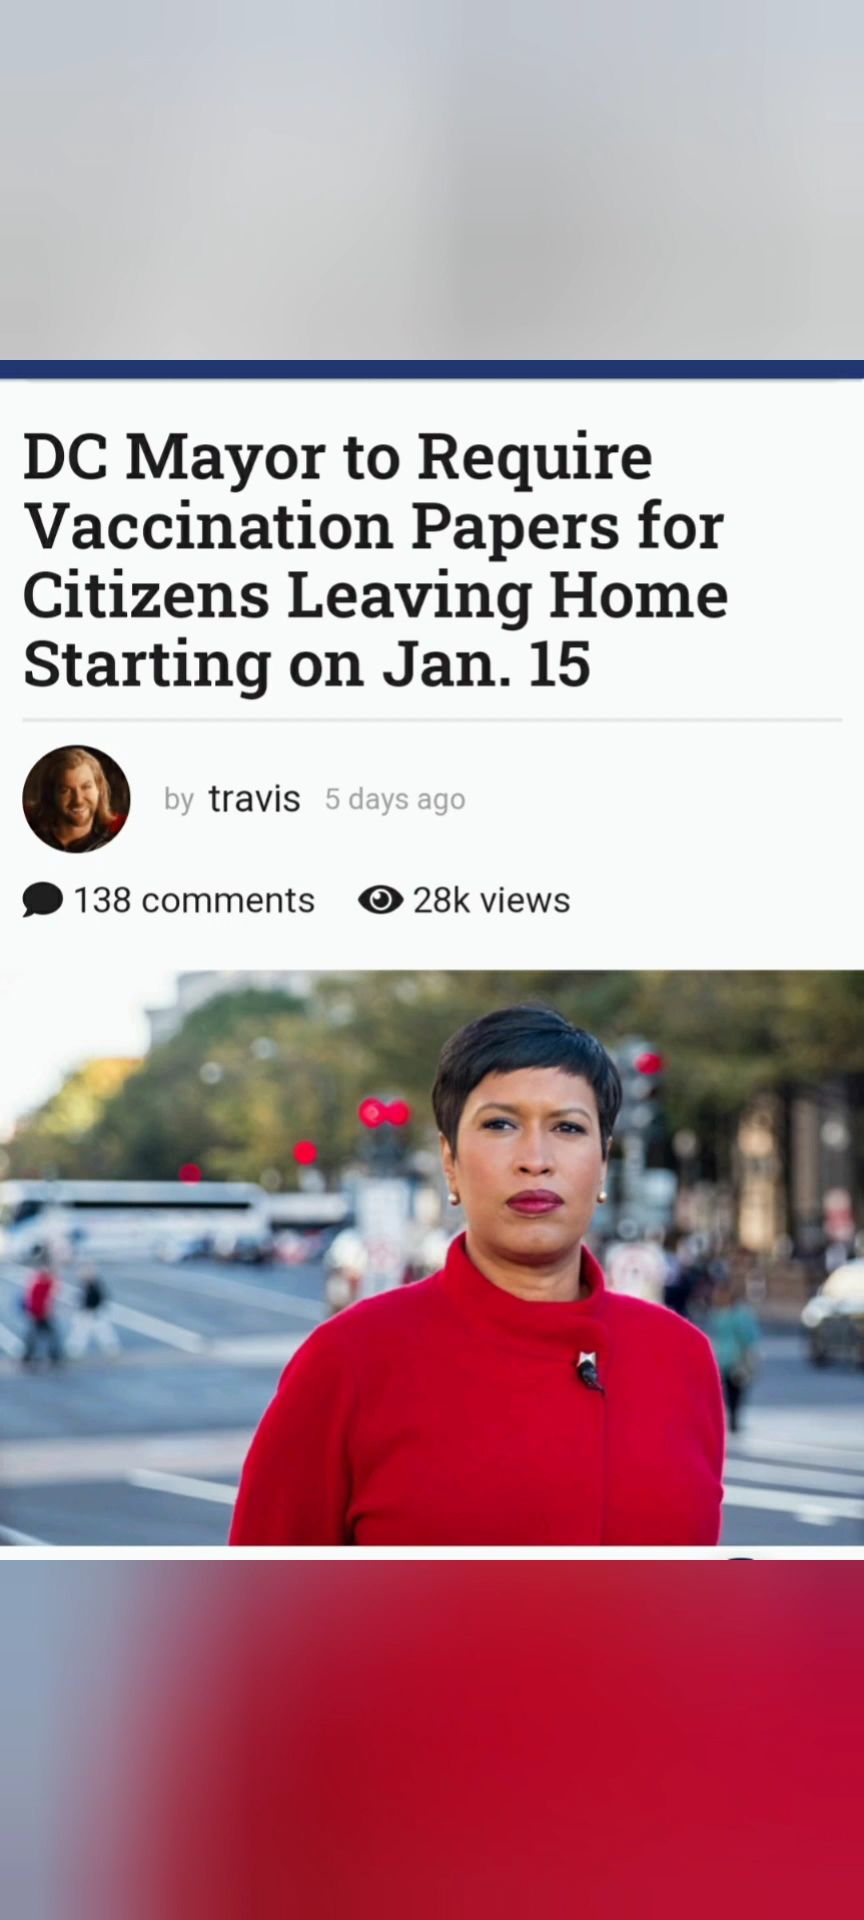 DC Mayor to Require
Vaccination Papers for
Citizens Leaving Home
Starting on Jan. 15
by travis 5 days ago
138 comments 28k views